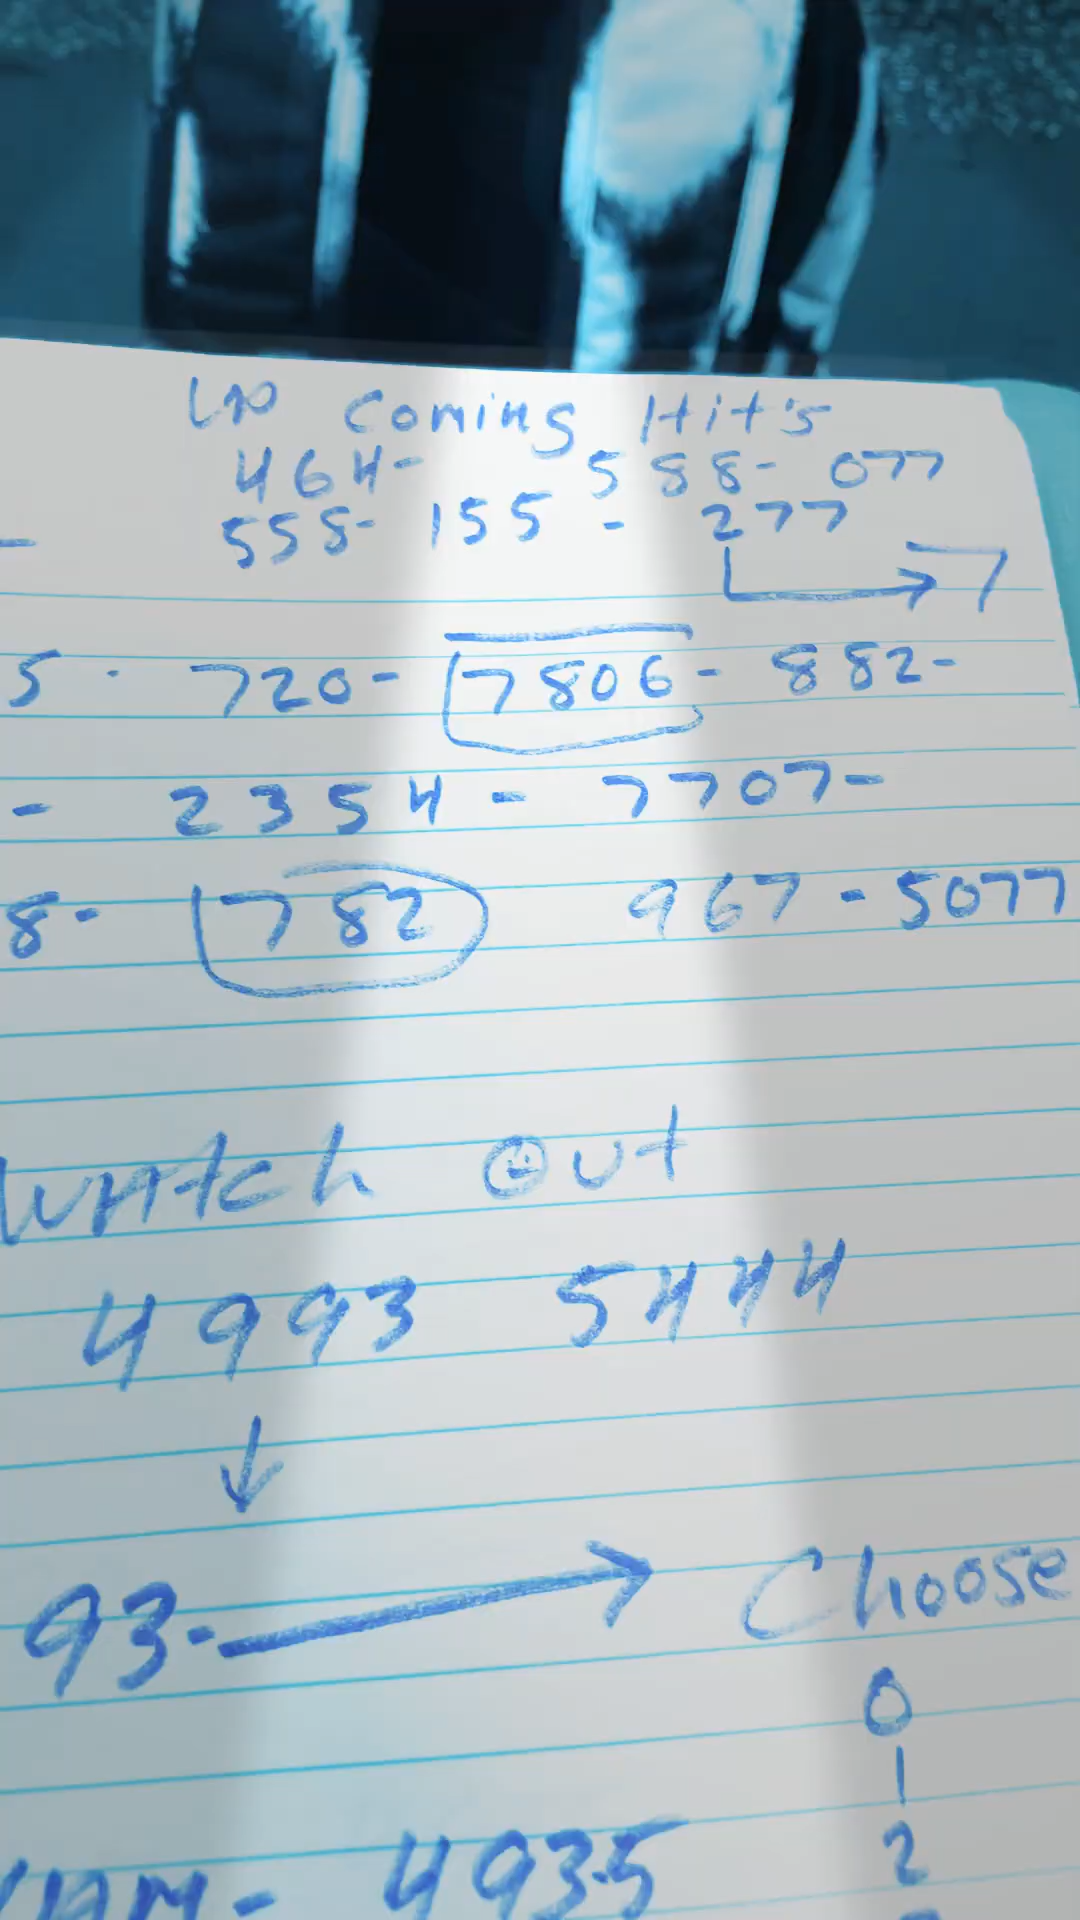 Up Coming Hit's
464- 588- 077
558- 155 - 277
7
5 - 720- 7806- 882-
- 2354 - 7707-
8- 782 967 - 5077
Watch Out
4993 5444
93- Choose
0
1
2
4935